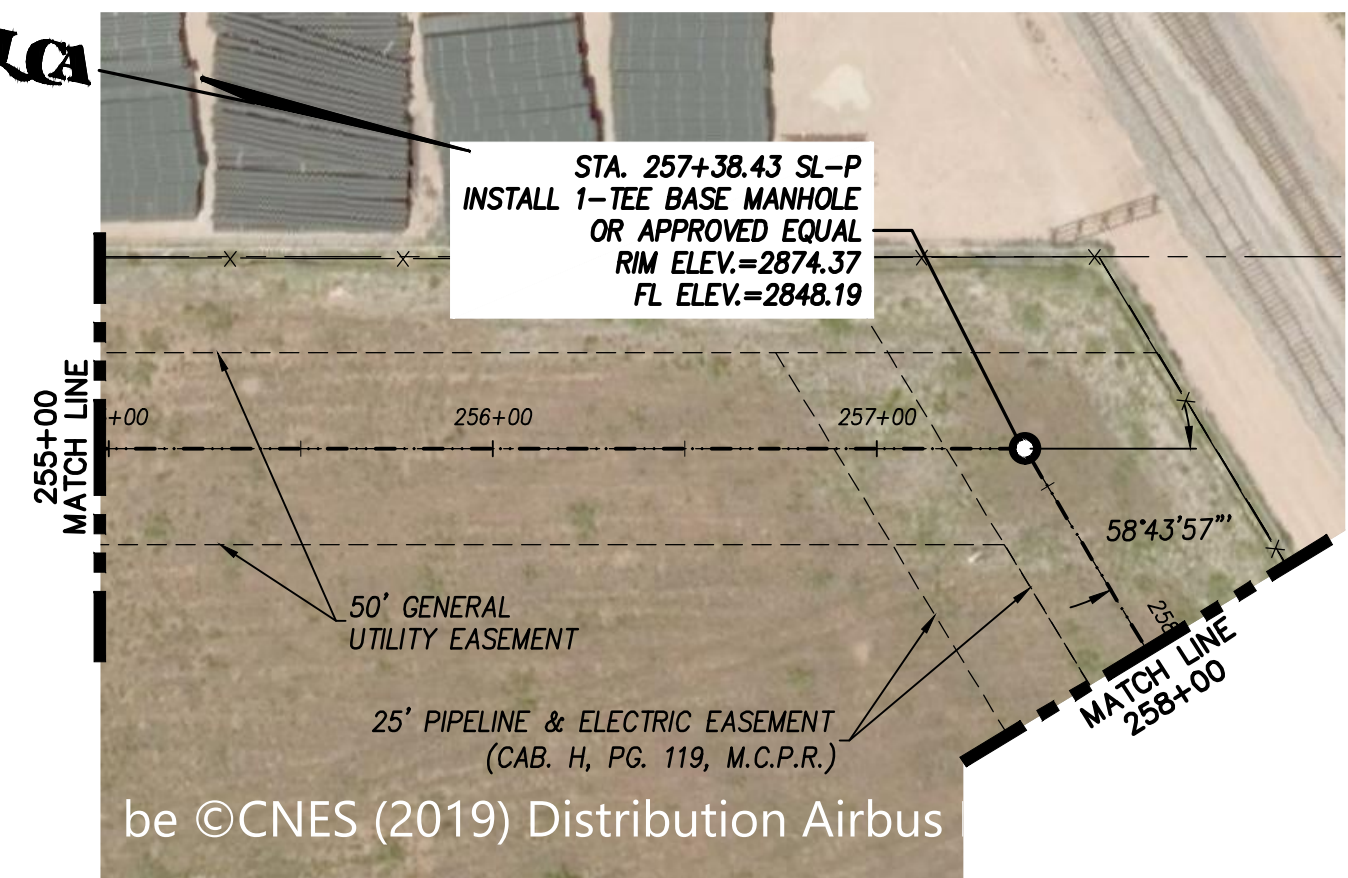 LCA
STA. 257+38.43 SL-P
INSTALL 1-TEE BASE MANHOLE
OR APPROVED EQUAL
RIM ELEV.=2874.37
FL ELEV.=2848.19
255+00
MATCH LINE
+00
256+00
257+00
58°43'57"'
50' GENERAL
UTILITY EASEMENT
258
MATCH LINE
258+00
25' PIPELINE & ELECTRIC EASEMENT
(CAB. H, PG. 119, M.C.P.R.)
be ©CNES (2019) Distribution Airbus